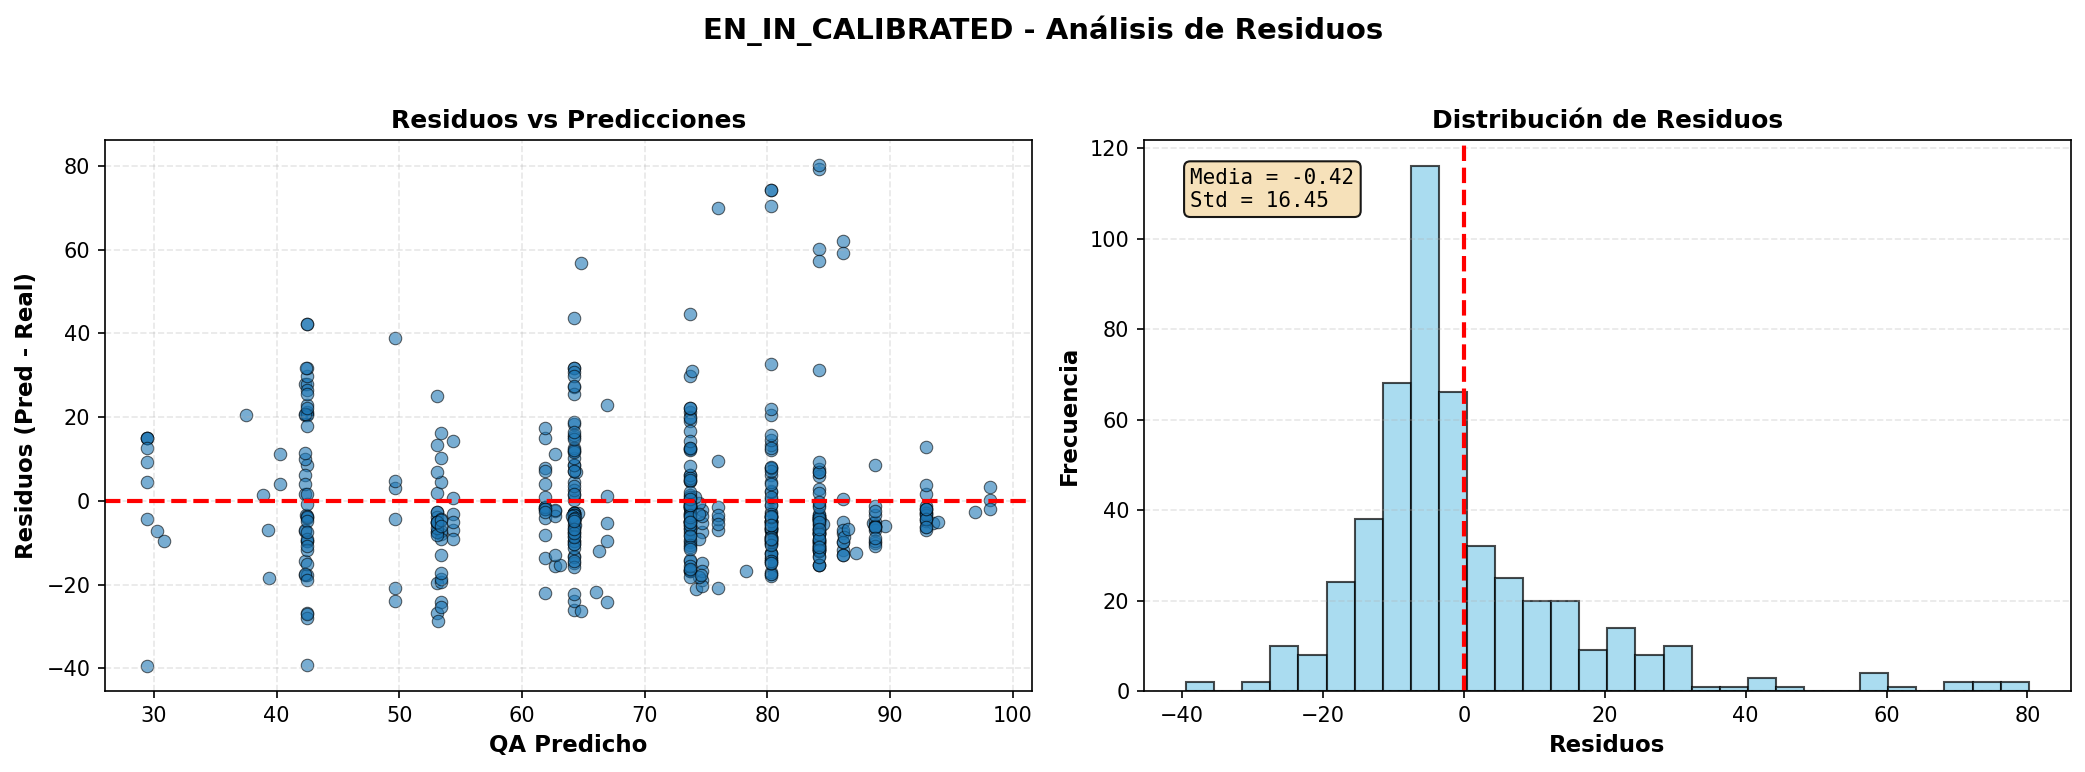 EN_IN_CALIBRATED - Análisis de Residuos
Residuos vs Predicciones
Residuos (Pred - Real)
80
60
40
20
0
−20
−40
30 40 50 60 70 80 90 100
QA Predicho
Distribución de Residuos
Media = -0.42
Std = 16.45
Frecuencia
120
100
80
60
40
20
0
−40 −20 0 20 40 60 80
Residuos